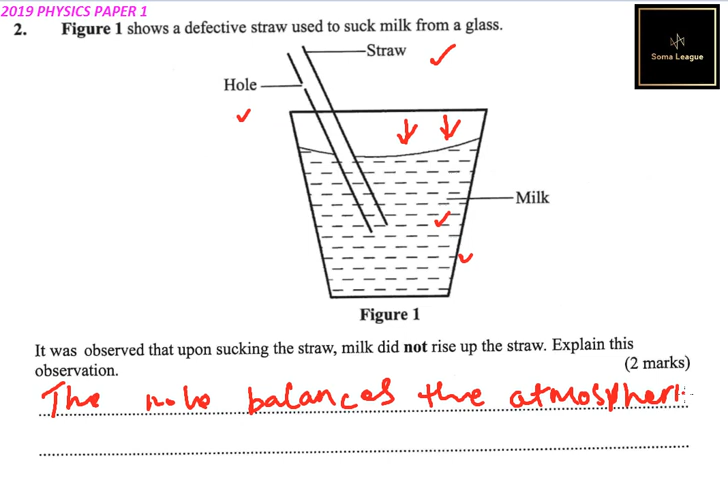 2019 PHYSICS PAPER 1
2. Figure 1 shows a defective straw used to suck milk from a glass.
Soma League
Straw
Hole
Milk
Figure 1
It was observed that upon sucking the straw, milk did not rise up the straw. Explain this
observation. (2 marks)
The hole balances the atmospheri